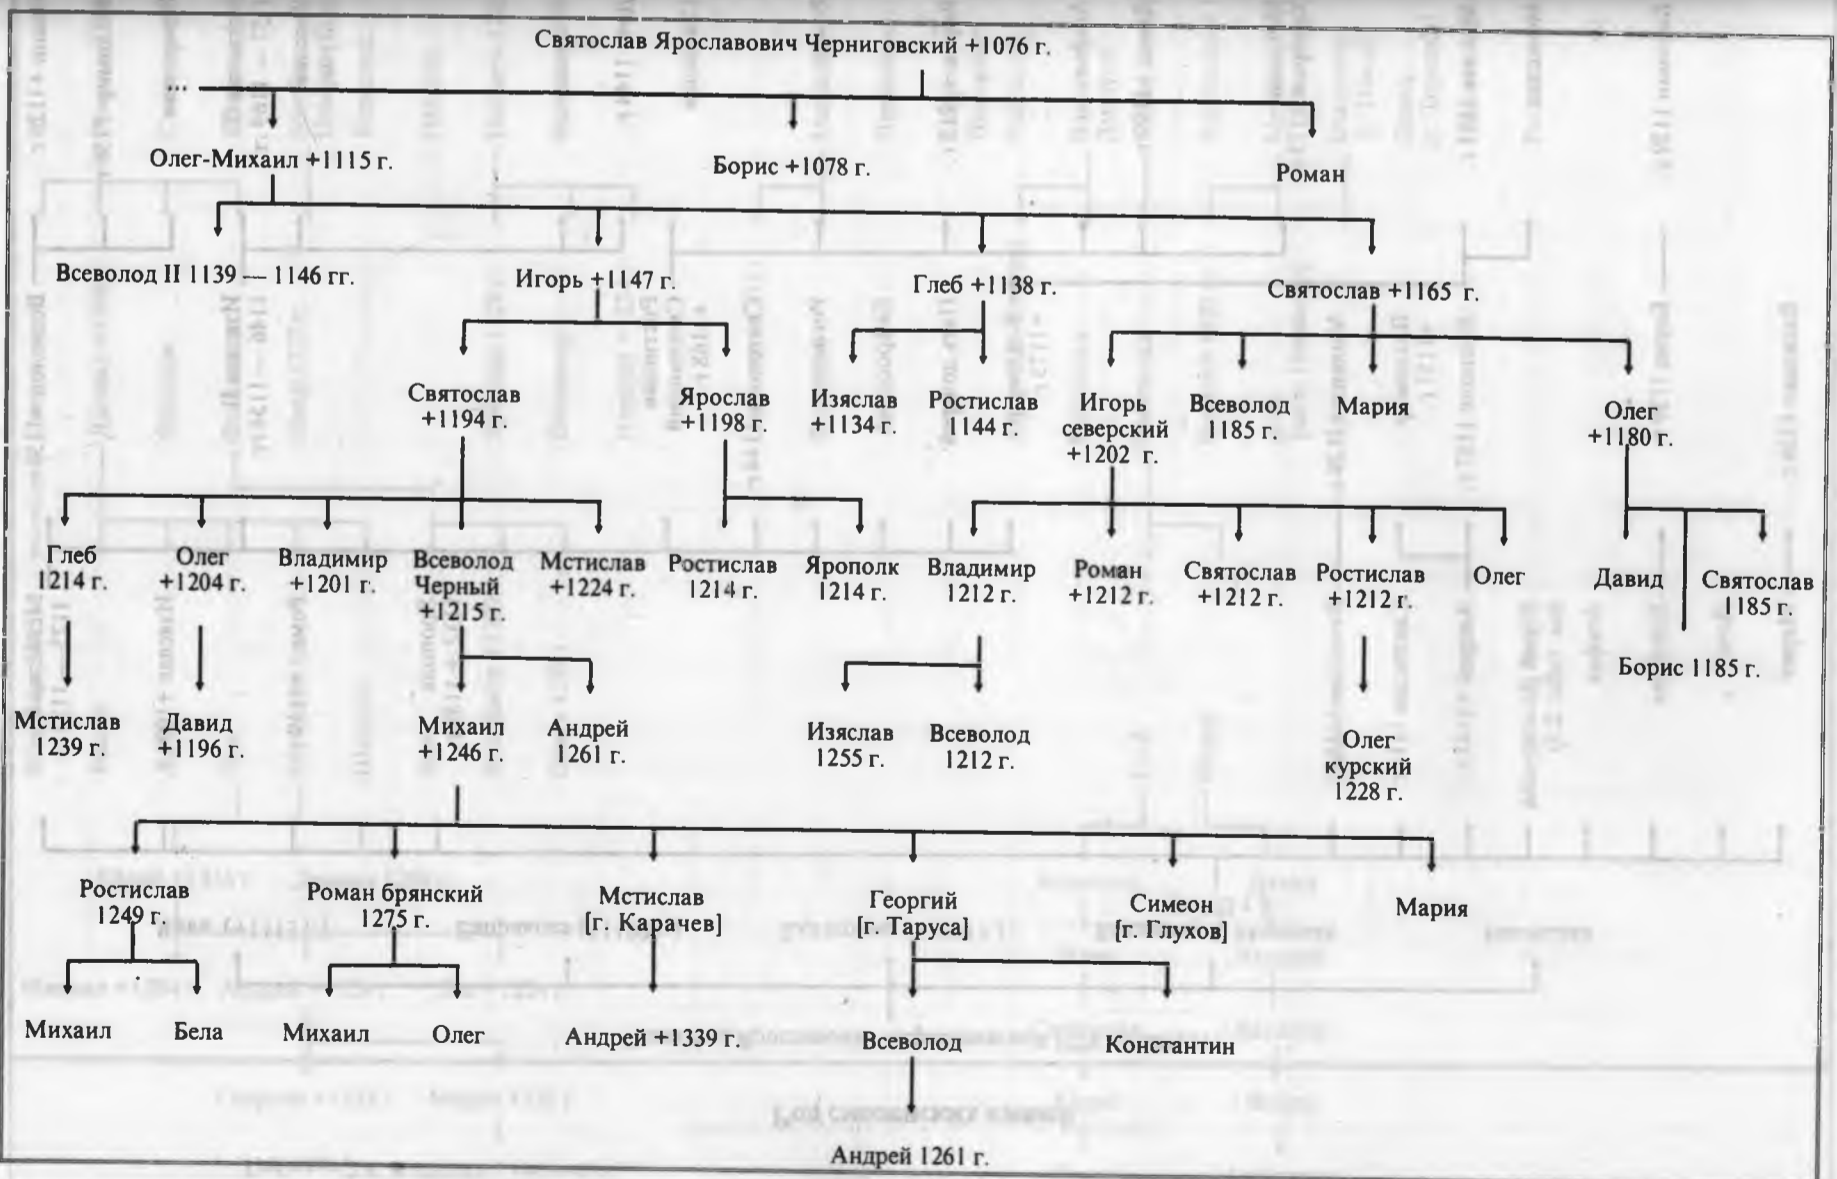 Святослав Ярославович Черниговский +1076 г.
...
Олег-Михаил +1115 г.
Борис +1078 г.
Роман
Всеволод II 1139 — 1146 гг.
Игорь +1147 г.
Глеб +1138 г.
Святослав +1165 г.
Святослав
+1194 г.
Ярослав
+1198 г.
Изяслав
+1134 г.
Ростислав
1144 г.
Игорь
северский
+1202 г.
Всеволод
1185 г.
Мария
Олег
+1180 г.
Глеб
1214 г.
Олег
+1204 г.
Владимир
+1201 г.
Всеволод
Черный
+1215 г.
Мстислав
+1224 г.
Ростислав
1214 г.
Ярополк
1214 г.
Владимир
1212 г.
Роман
+1212 г.
Святослав
+1212 г.
Ростислав
+1212 г.
Олег
Давид
Святослав
1185 г.
Борис 1185 г.
Мстислав
1239 г.
Давид
+1196 г.
Михаил
+1246 г.
Андрей
1261 г.
Изяслав
1255 г.
Всеволод
1212 г.
Олег
курский
1228 г.
Ростислав
1249 г.
Роман брянский
1275 г.
Мстислав
[г. Карачев]
Георгий
[г. Таруса]
Симеон
[г. Глухов]
Мария
Михаил
Бела
Михаил
Олег
Андрей +1339 г.
Всеволод
Константин
Андрей 1261 г.